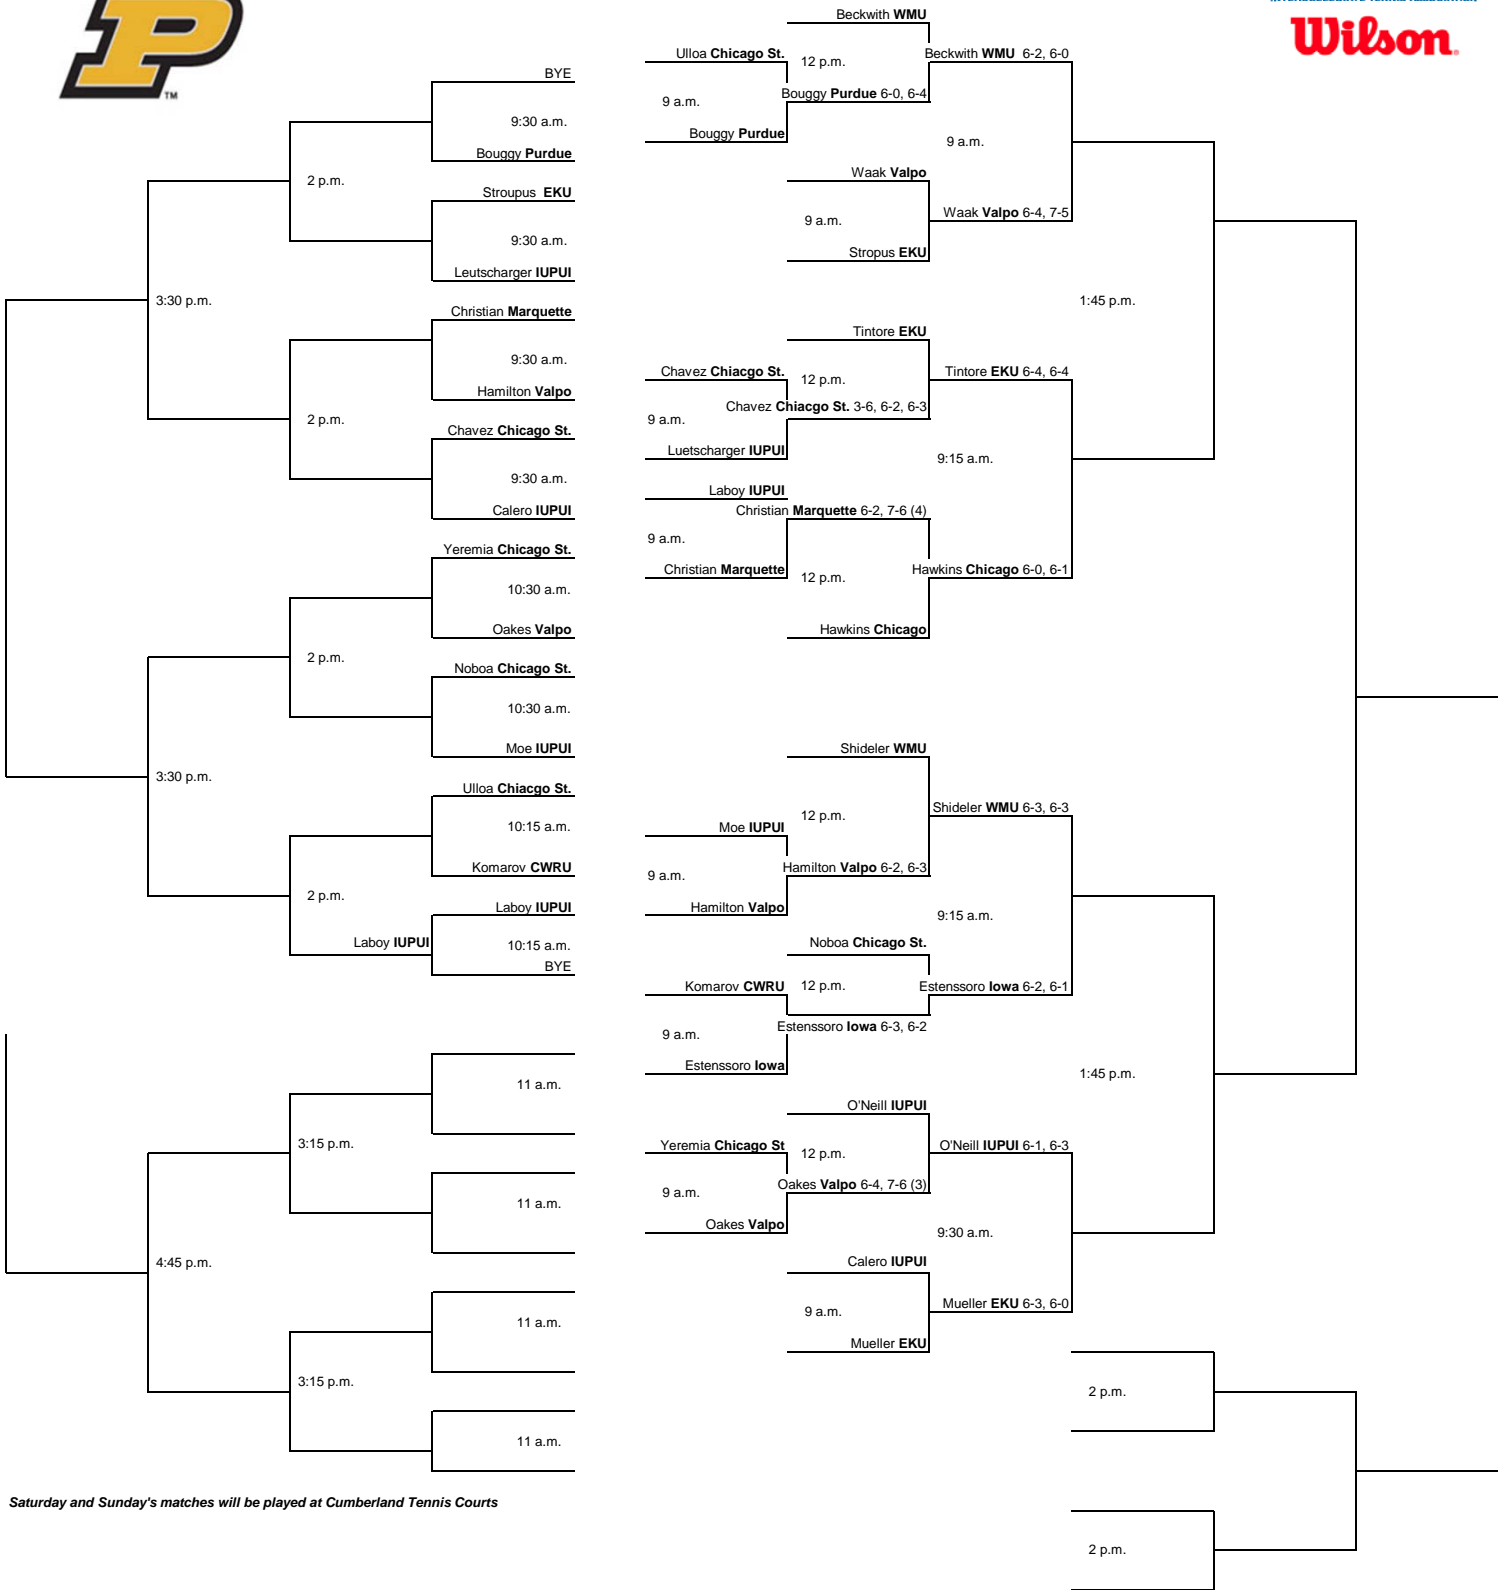 TM
Wilson.
Beckwith WMU
Ulloa Chicago St.
12 p.m.
Beckwith WMU 6-2, 6-0
BYE
9 a.m.
Bouggy Purdue 6-0, 6-4
9:30 a.m.
Bouggy Purdue
9 a.m.
Bouggy Purdue
2 p.m.
Waak Valpo
Stroupus EKU
9 a.m.
Waak Valpo 6-4, 7-5
9:30 a.m.
Stropus EKU
Leutscharger IUPUI
3:30 p.m.
1:45 p.m.
Christian Marquette
Tintore EKU
9:30 a.m.
Chavez Chiacgo St.
12 p.m.
Tintore EKU 6-4, 6-4
Hamilton Valpo
Chavez Chiacgo St. 3-6, 6-2, 6-3
2 p.m.
9 a.m.
Chavez Chicago St.
Luetscharger IUPUI
9:15 a.m.
9:30 a.m.
Laboy IUPUI
Calero IUPUI
Christian Marquette 6-2, 7-6 (4)
9 a.m.
Yeremia Chicago St.
Christian Marquette
12 p.m.
Hawkins Chicago 6-0, 6-1
10:30 a.m.
Oakes Valpo
Hawkins Chicago
2 p.m.
Noboa Chicago St.
10:30 a.m.
Moe IUPUI
Shideler WMU
3:30 p.m.
Ulloa Chiacgo St.
Shideler WMU 6-3, 6-3
10:15 a.m.
Moe IUPUI
12 p.m.
Komarov CWRU
9 a.m.
Hamilton Valpo 6-2, 6-3
2 p.m.
Laboy IUPUI
Hamilton Valpo
9:15 a.m.
Laboy IUPUI
10:15 a.m.
Noboa Chicago St.
BYE
Komarov CWRU
12 p.m.
Estenssoro Iowa 6-2, 6-1
9 a.m.
Estenssoro Iowa 6-3, 6-2
Estenssoro Iowa
1:45 p.m.
11 a.m.
O'Neill IUPUI
3:15 p.m.
Yeremia Chicago St
12 p.m.
O'Neill IUPUI 6-1, 6-3
9 a.m.
Oakes Valpo 6-4, 7-6 (3)
11 a.m.
Oakes Valpo
9:30 a.m.
4:45 p.m.
Calero IUPUI
9 a.m.
Mueller EKU 6-3, 6-0
11 a.m.
Mueller EKU
3:15 p.m.
2 p.m.
11 a.m.
Saturday and Sunday's matches will be played at Cumberland Tennis Courts
2 p.m.